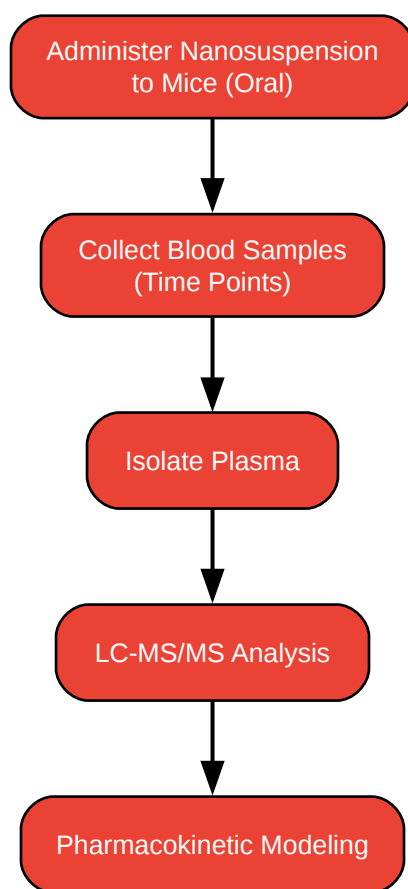 Administer Nanosuspension
to Mice (Oral)
Collect Blood Samples
(Time Points)
Isolate Plasma
LC-MS/MS Analysis
Pharmacokinetic Modeling